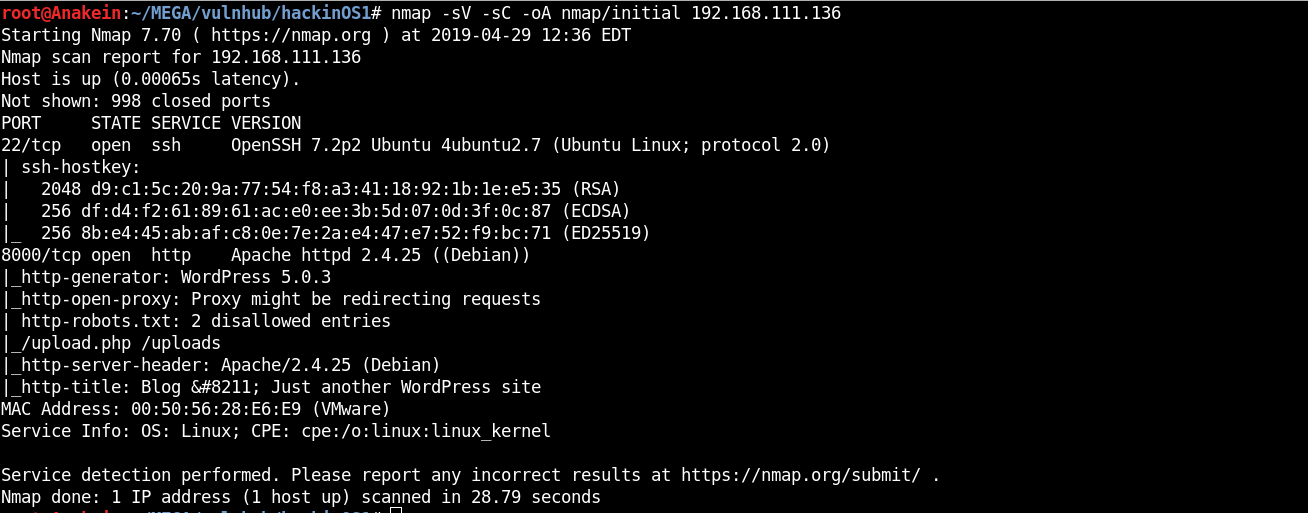 root@Anakein:~/MEGA/vulnhub/hackinOS1# nmap -sV -sC -oA nmap/initial 192.168.111.136
Starting Nmap 7.70 ( https://nmap.org ) at 2019-04-29 12:36 EDT
Nmap scan report for 192.168.111.136
Host is up (0.00065s latency).
Not shown: 998 closed ports
PORT     STATE SERVICE VERSION
22/tcp   open  ssh     OpenSSH 7.2p2 Ubuntu 4ubuntu2.7 (Ubuntu Linux; protocol 2.0)
| ssh-hostkey:
|   2048 d9:c1:5c:20:9a:77:54:f8:a3:41:18:92:1b:1e:e5:35 (RSA)
|   256 df:d4:f2:61:89:61:ac:e0:ee:3b:5d:07:0d:3f:0c:87 (ECDSA)
|_  256 8b:e4:45:ab:af:c8:0e:7e:2a:e4:47:e7:52:f9:bc:71 (ED25519)
8000/tcp open  http    Apache httpd 2.4.25 ((Debian))
|_http-generator: WordPress 5.0.3
|_http-open-proxy: Proxy might be redirecting requests
| http-robots.txt: 2 disallowed entries
|_/upload.php /uploads
|_http-server-header: Apache/2.4.25 (Debian)
|_http-title: Blog &#8211; Just another WordPress site
MAC Address: 00:50:56:28:E6:E9 (VMware)
Service Info: OS: Linux; CPE: cpe:/o:linux:linux_kernel

Service detection performed. Please report any incorrect results at https://nmap.org/submit/ .
Nmap done: 1 IP address (1 host up) scanned in 28.79 seconds